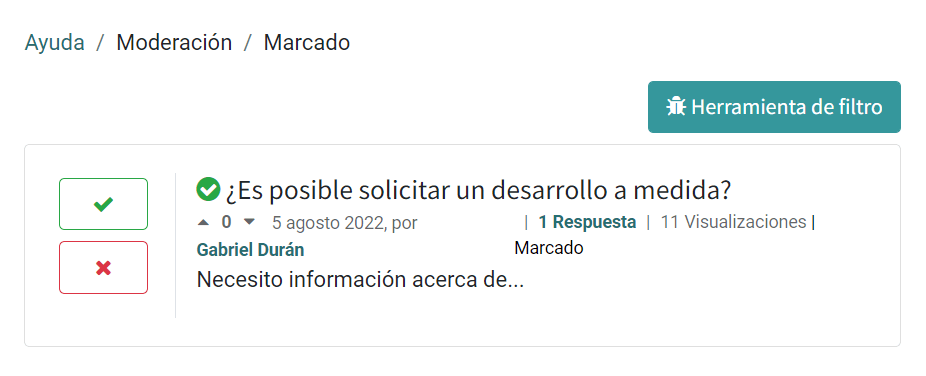 Ayuda / Moderación / Marcado
Herramienta de filtro
¿Es posible solicitar un desarrollo a medida?
0 5 agosto 2022, por | 1 Respuesta | 11 Visualizaciones |
Gabriel Durán Marcado
Necesito información acerca de...